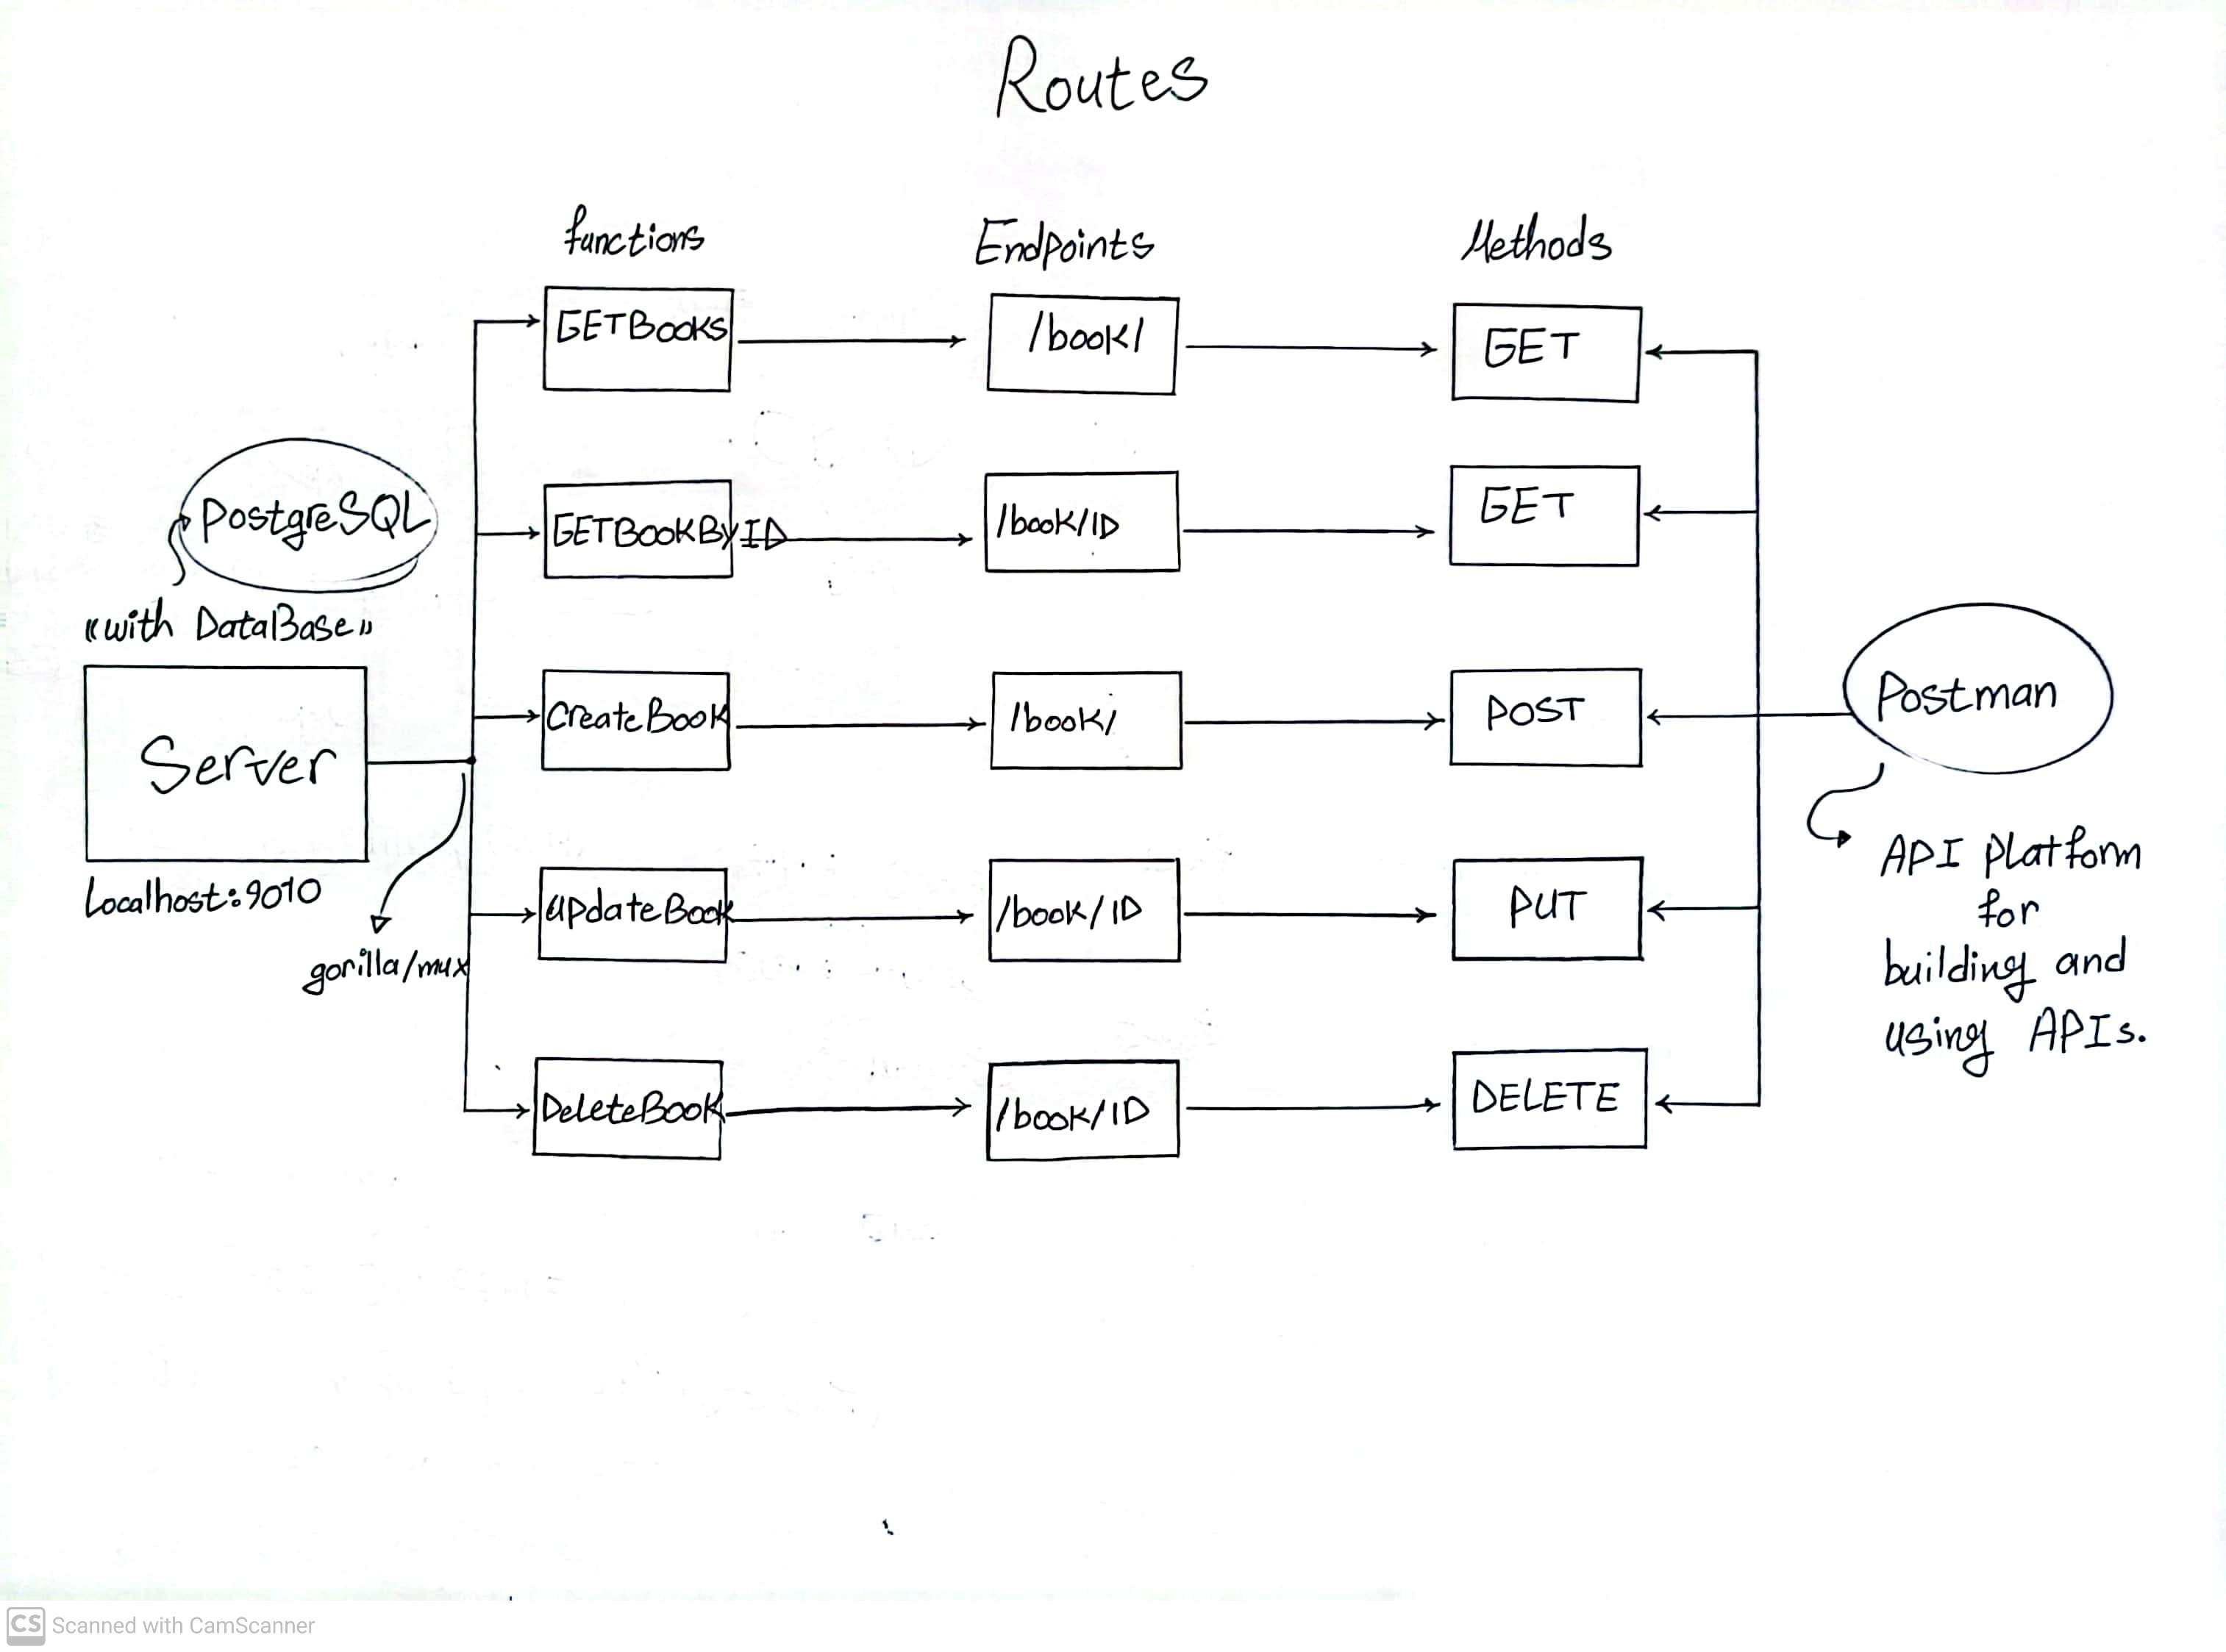 Routes
functions
Endpoints
Methods
GETBooks
/book/
GET
PostgreSQL
GETBookByID
/book/ID
GET
«with DataBase»
Server
Localhost:9010
gorilla/mux
CreateBook
/book/
POST
Postman
UpdateBook
/book/ID
PUT
API Platform
for
building and
using APIs.
DeleteBook
/book/ID
DELETE
CS Scanned with CamScanner